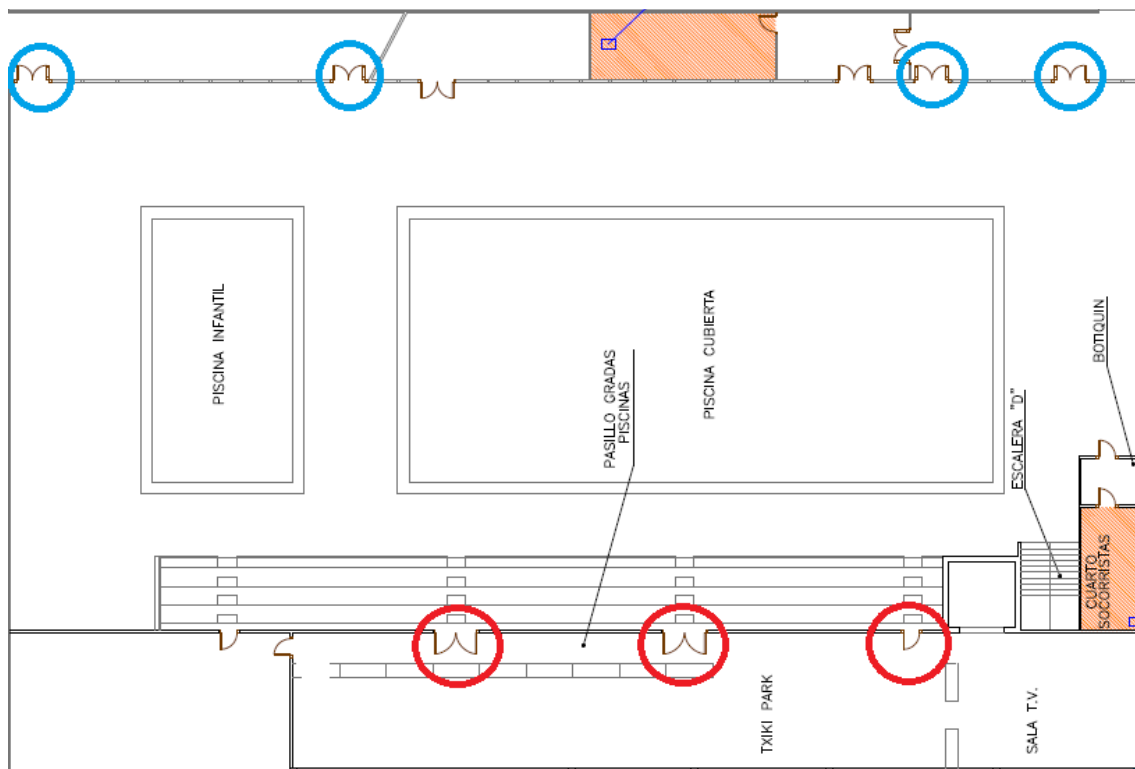 PISCINA INFANTIL
PASILLO GRADAS
PISCINAS
PISCINA CUBIERTA
ESCALERA "D"
BOTIQUIN
CUARTO
SOCORRISTAS
TXIKI PARK
SALA T.V.